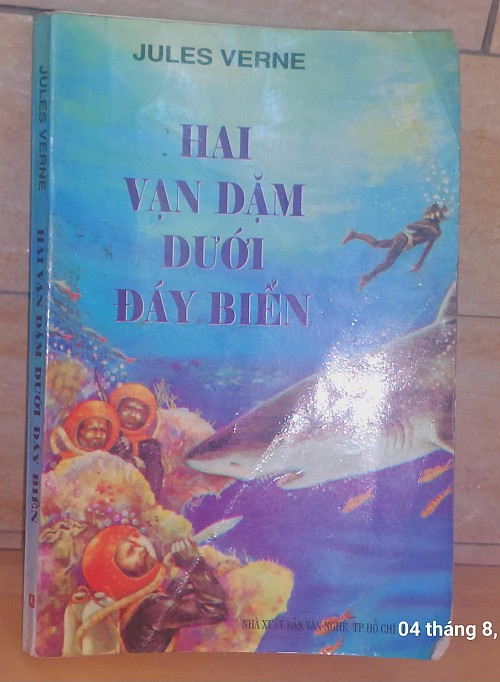 JULES VERNE
HAI
VẠN DẶM
DƯỚI
ĐÁY BIỂN
JULES VERNE
HAI VẠN DẶM DƯỚI ĐÁY BIỂN
NHÀ XUẤT BẢN VĂN NGHỆ TP HỒ CHÍ
04 tháng 8,